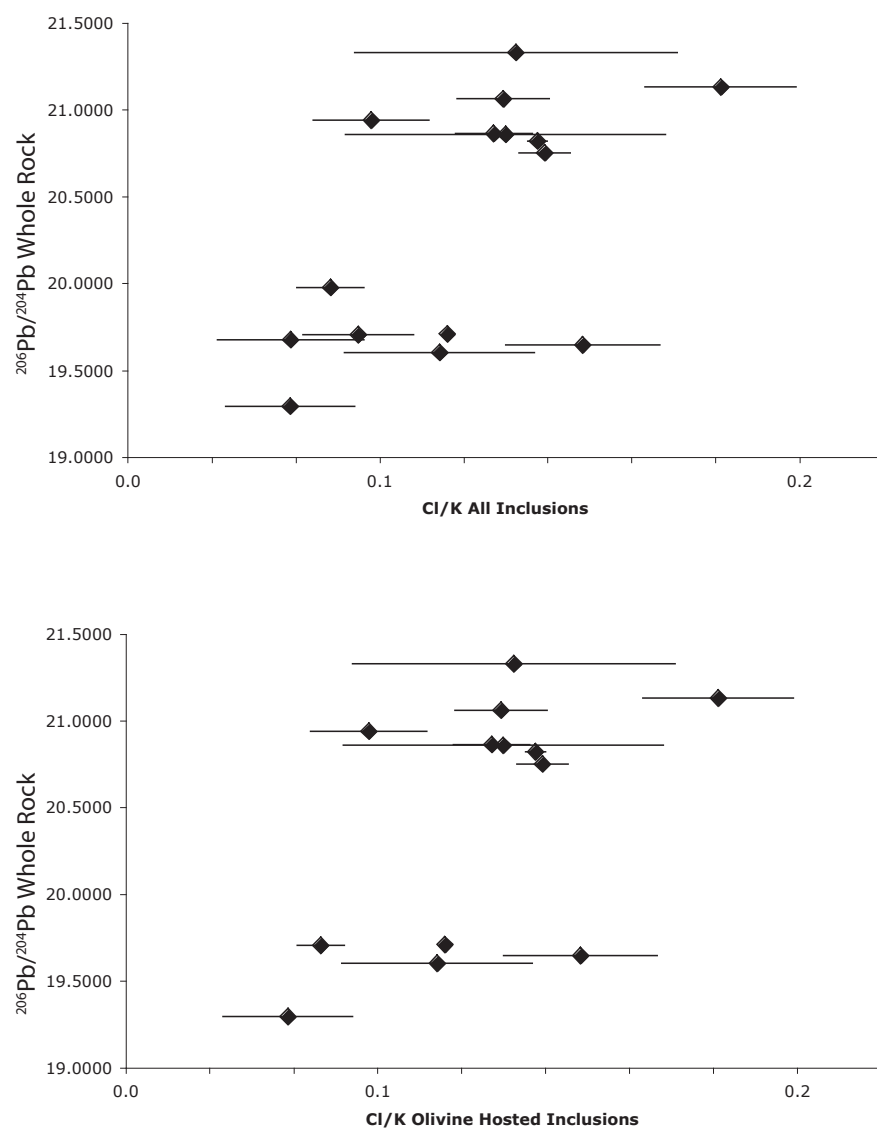 21.5000
21.0000
20.5000
20.0000
19.5000
19.0000
²⁰⁶Pb/²⁰⁴Pb Whole Rock
0.0 0.1 0.2
Cl/K All Inclusions
21.5000
21.0000
20.5000
20.0000
19.5000
19.0000
²⁰⁶Pb/²⁰⁴Pb Whole Rock
0.0 0.1 0.2
Cl/K Olivine Hosted Inclusions